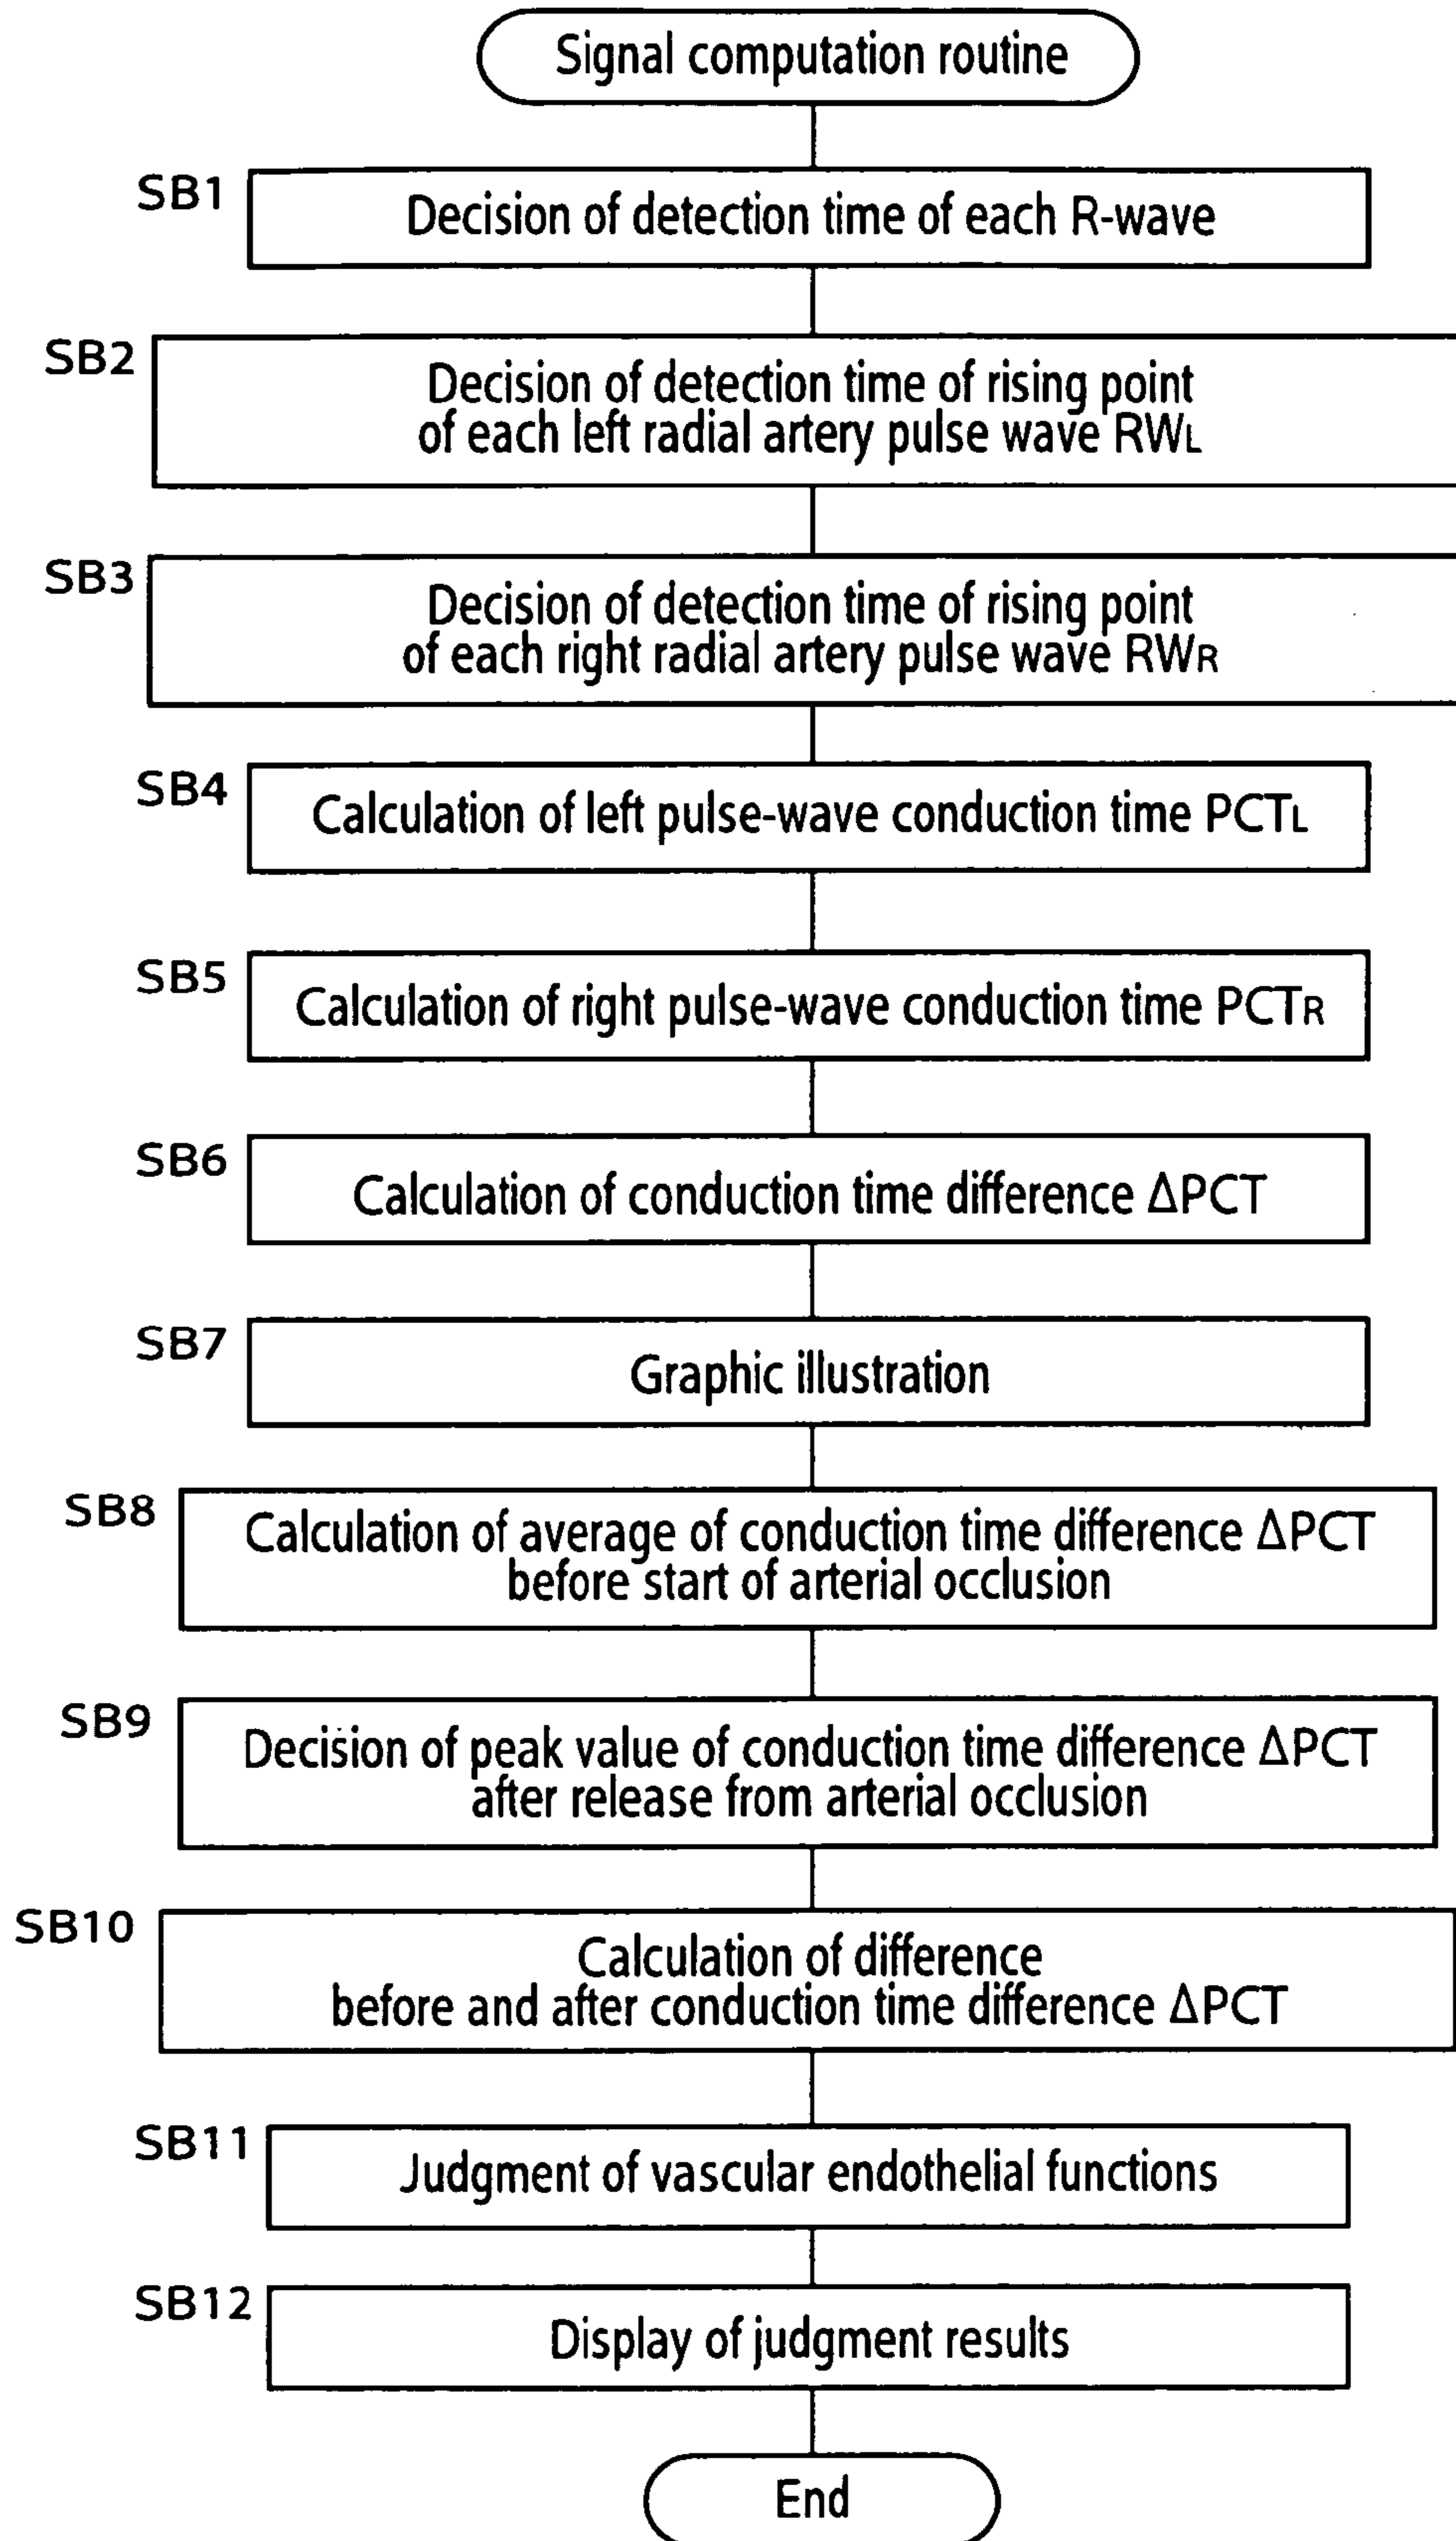 Signal computation routine
SB1
Decision of detection time of each R-wave
SB2
Decision of detection time of rising point
of each left radial artery pulse wave RWL
SB3
Decision of detection time of rising point
of each right radial artery pulse wave RWR
SB4
Calculation of left pulse-wave conduction time PCTL
SB5
Calculation of right pulse-wave conduction time PCTR
SB6
Calculation of conduction time difference ΔPCT
SB7
Graphic illustration
SB8
Calculation of average of conduction time difference ΔPCT
before start of arterial occlusion
SB9
Decision of peak value of conduction time difference ΔPCT
after release from arterial occlusion
SB10
Calculation of difference
before and after conduction time difference ΔPCT
SB11
Judgment of vascular endothelial functions
SB12
Display of judgment results
End